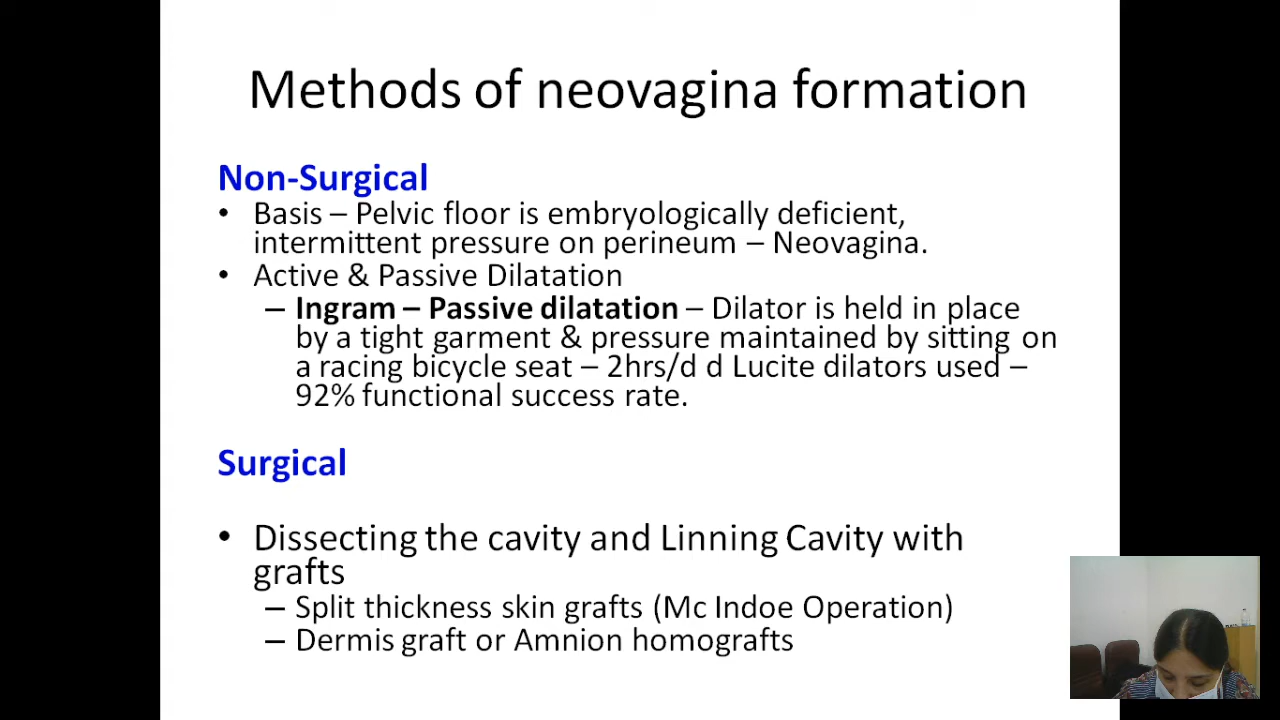 Methods of neovagina formation
Non-Surgical
• Basis – Pelvic floor is embryologically deficient,
intermittent pressure on perineum – Neovagina.
• Active & Passive Dilatation
– Ingram – Passive dilatation – Dilator is held in place
by a tight garment & pressure maintained by sitting on
a racing bicycle seat – 2hrs/d d Lucite dilators used –
92% functional success rate.
Surgical
• Dissecting the cavity and Linning Cavity with
grafts
– Split thickness skin grafts (Mc Indoe Operation)
– Dermis graft or Amnion homografts